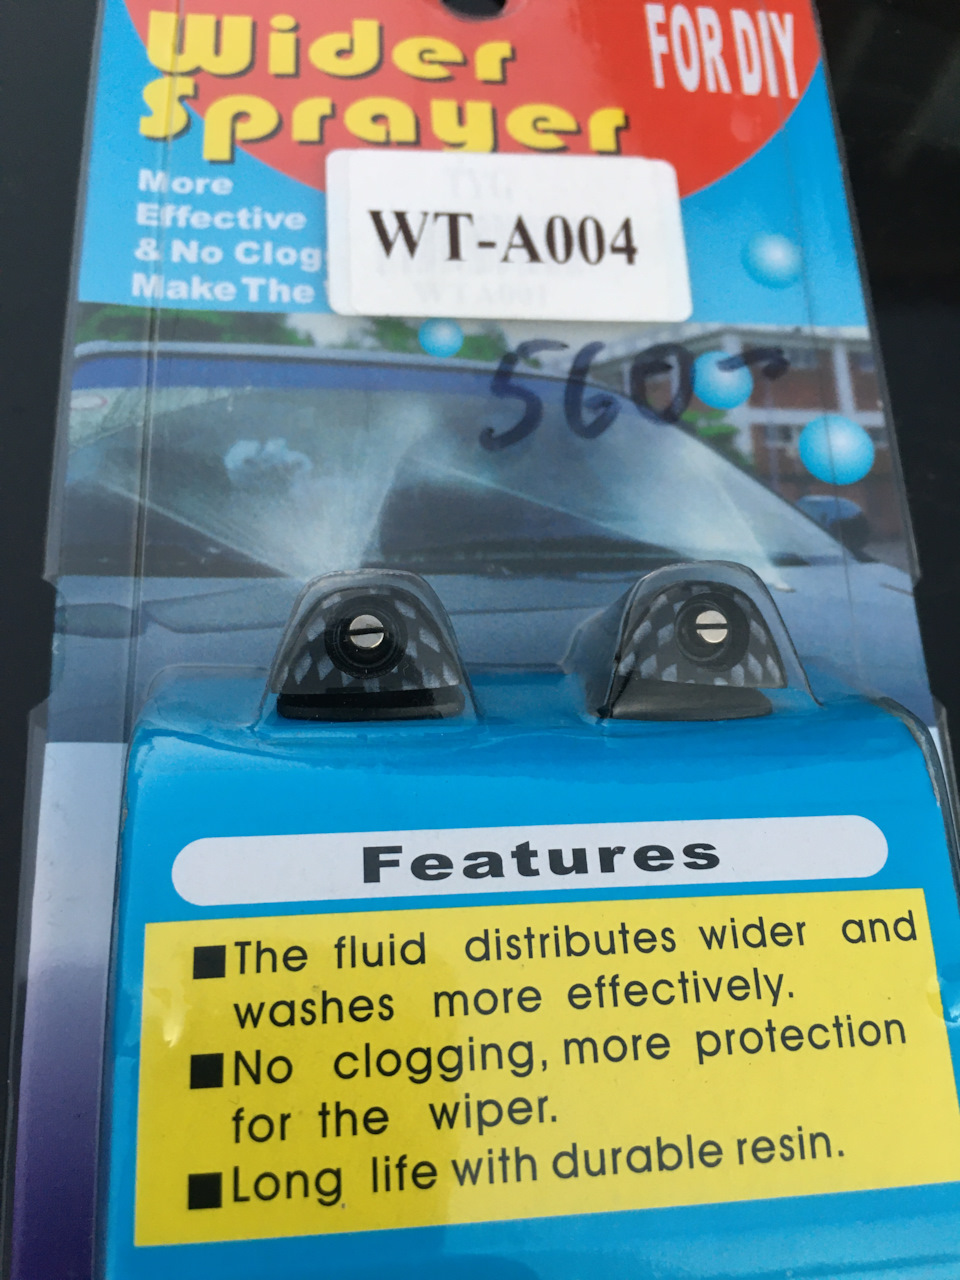 Wider
Sprayer
FOR DIY
More
Effective
& No Clog
Make The
WT-A004
560-
Features
■The fluid distributes wider and
washes more effectively.
■No clogging, more protection
for the wiper.
■Long life with durable resin.